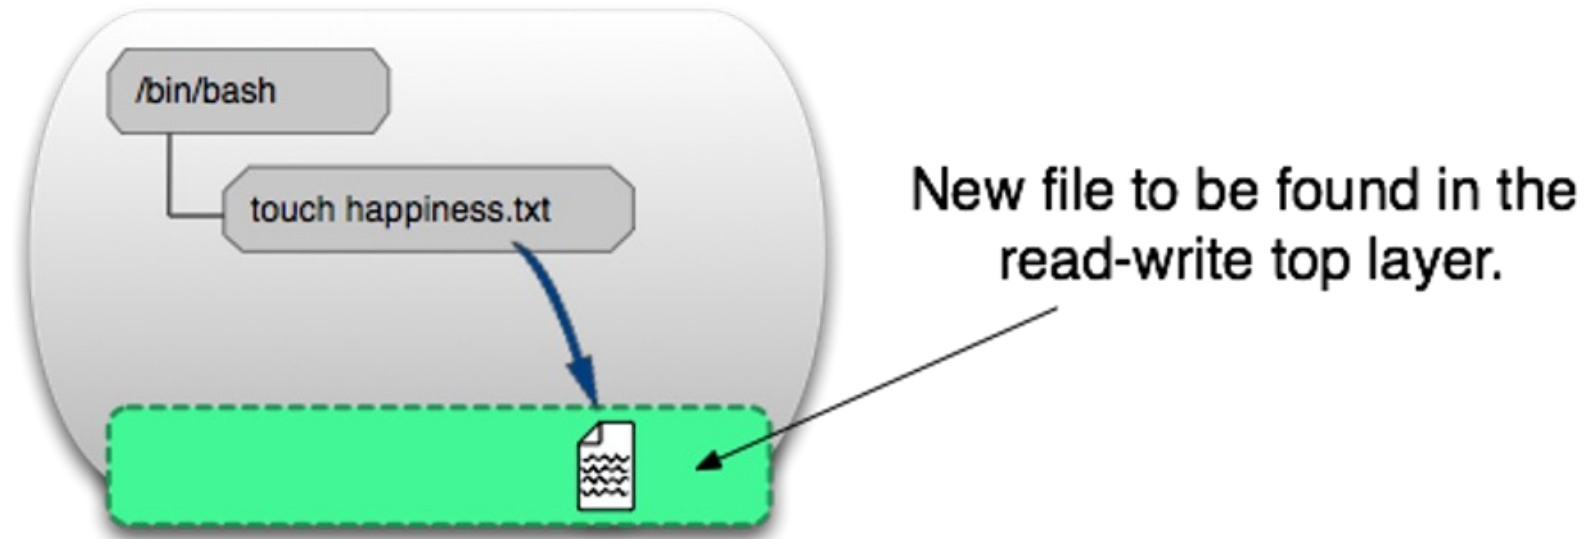 /bin/bash
touch happiness.txt
New file to be found in the
read-write top layer.